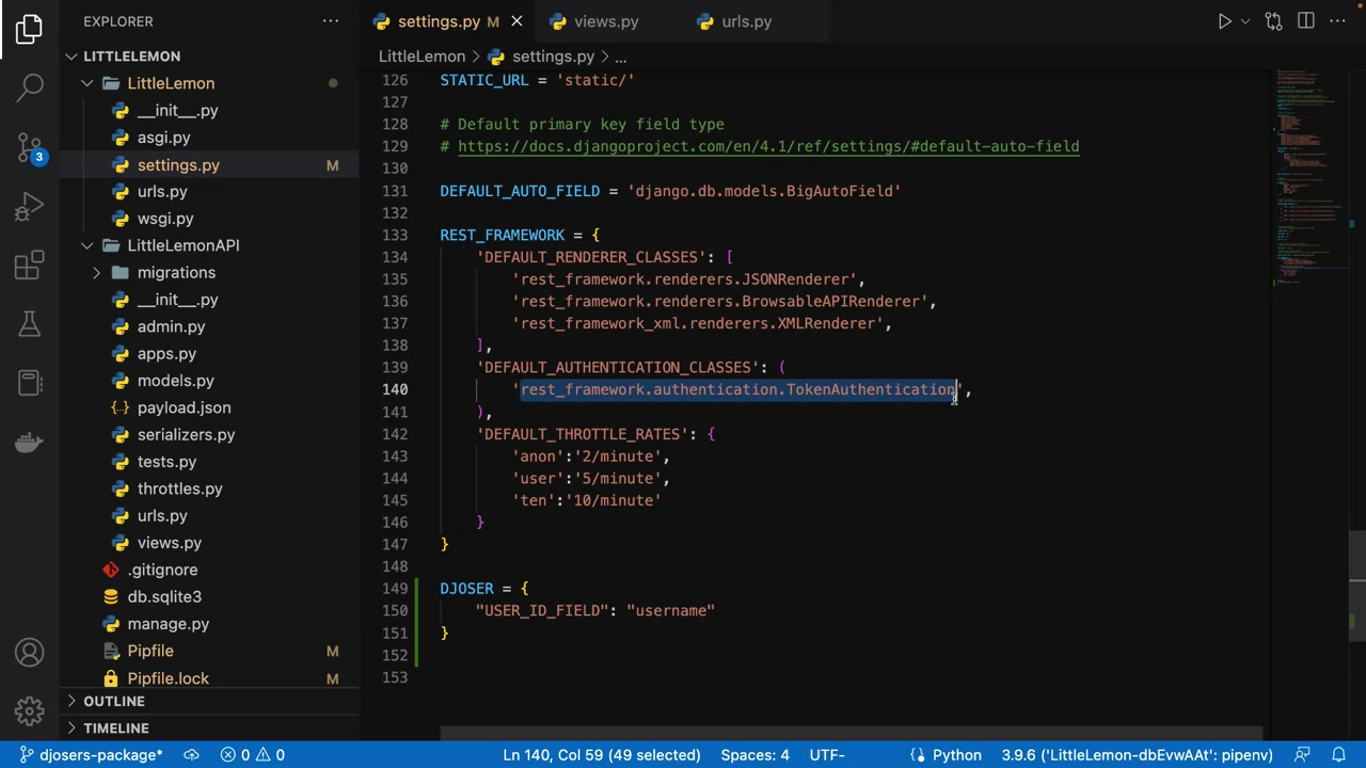 EXPLORER
settings.py M
views.py
urls.py
LITTLELEMON
LittleLemon > settings.py > ...
LittleLemon
__init__.py
asgi.py
settings.py M
urls.py
wsgi.py
LittleLemonAPI
migrations
__init__.py
admin.py
apps.py
models.py
payload.json
serializers.py
tests.py
throttles.py
urls.py
views.py
.gitignore
db.sqlite3
manage.py
Pipfile M
Pipfile.lock M
OUTLINE
TIMELINE
3
126 STATIC_URL = 'static/'
127
128 # Default primary key field type
129 # https://docs.djangoproject.com/en/4.1/ref/settings/#default-auto-field
130
131 DEFAULT_AUTO_FIELD = 'django.db.models.BigAutoField'
132
133 REST_FRAMEWORK = {
134 'DEFAULT_RENDERER_CLASSES': [
135 'rest_framework.renderers.JSONRenderer',
136 'rest_framework.renderers.BrowsableAPIRenderer',
137 'rest_framework_xml.renderers.XMLRenderer',
138 ],
139 'DEFAULT_AUTHENTICATION_CLASSES': (
140 'rest_framework.authentication.TokenAuthentication',
141 ),
142 'DEFAULT_THROTTLE_RATES': {
143 'anon':'2/minute',
144 'user':'5/minute',
145 'ten':'10/minute'
146 }
147 }
148
149 DJOSER = {
150 "USER_ID_FIELD": "username"
151 }
152
153
djosers-package* 0 0 Ln 140, Col 59 (49 selected) Spaces: 4 UTF- {} Python 3.9.6 ('LittleLemon-dbEvwAAt': pipenv)